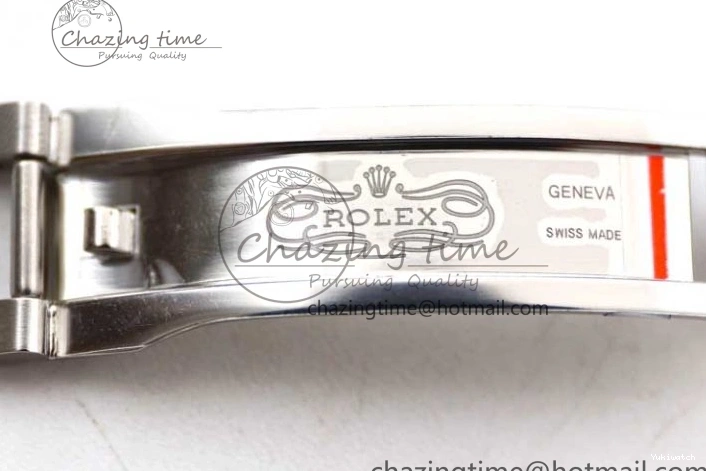 Chazing time
Pursuing Quality
GENEVA
ROLEX
SWISS MADE
Chazing Time
Pursuing Quality
chazingtime@hotmail.com
chazingtime@hotmail.com